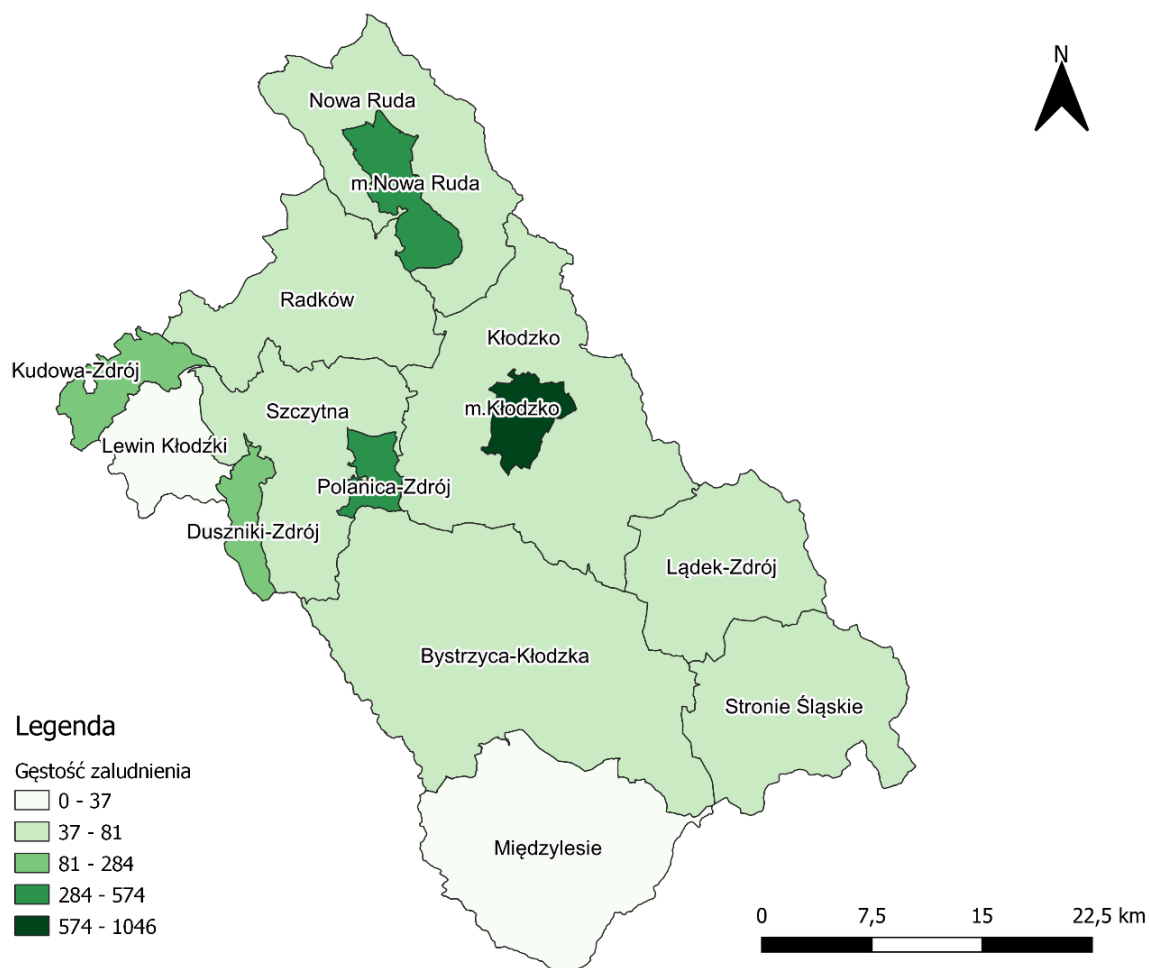 N
Nowa Ruda
m.Nowa Ruda
Radków
Kłodzko
Kudowa-Zdrój
Szczytna
m.Kłodzko
Lewin Kłodzki
Polanica-Zdrój
Duszniki-Zdrój
Lądek-Zdrój
Bystrzyca-Kłodzka
Stronie Śląskie
Międzylesie
Legenda
Gęstość zaludnienia
0 - 37
37 - 81
81 - 284
284 - 574
574 - 1046
0 7,5 15 22,5 km